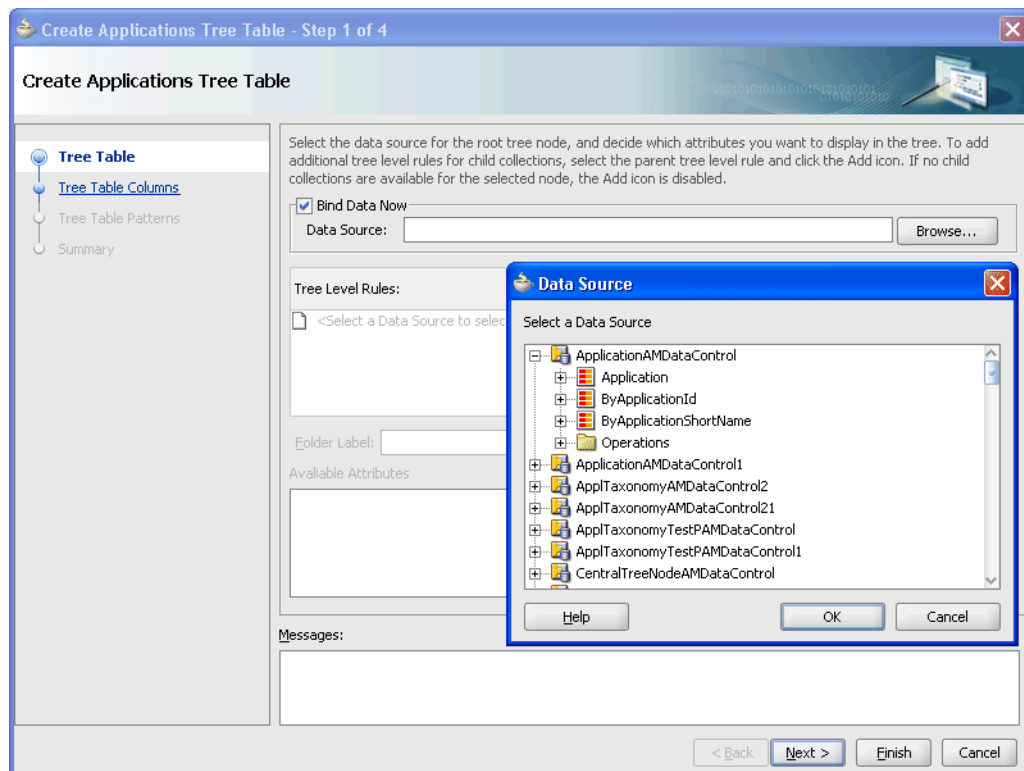 Create Applications Tree Table - Step 1 of 4
Create Applications Tree Table
Tree Table
Tree Table Columns
Tree Table Patterns
Summary
Select the data source for the root tree node, and decide which attributes you want to display in the tree. To add
additional tree level rules for child collections, select the parent tree level rule and click the Add icon. If no child
collections are available for the selected node, the Add icon is disabled.
Bind Data Now
Data Source:
Browse...
Tree Level Rules:
<Select a Data Source to selec
Folder Label:
Avaliable Attributes
Data Source
Select a Data Source
ApplicationAMDataControl
Application
ByApplicationId
ByApplicationShortName
Operations
ApplicationAMDataControl1
ApplTaxonomyAMDataControl2
ApplTaxonomyAMDataControl21
ApplTaxonomyTestPAMDataControl
ApplTaxonomyTestPAMDataControl1
CentralTreeNodeAMDataControl
Help
OK
Cancel
Messages:
< Back
Next >
Finish
Cancel